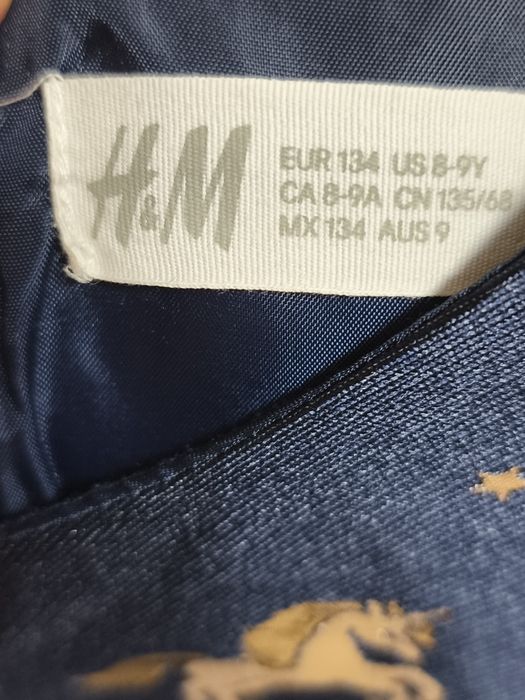 H&M
EUR 134 US 8-9Y
CA 8-9A CN 135/68
MX 134 AUS 9